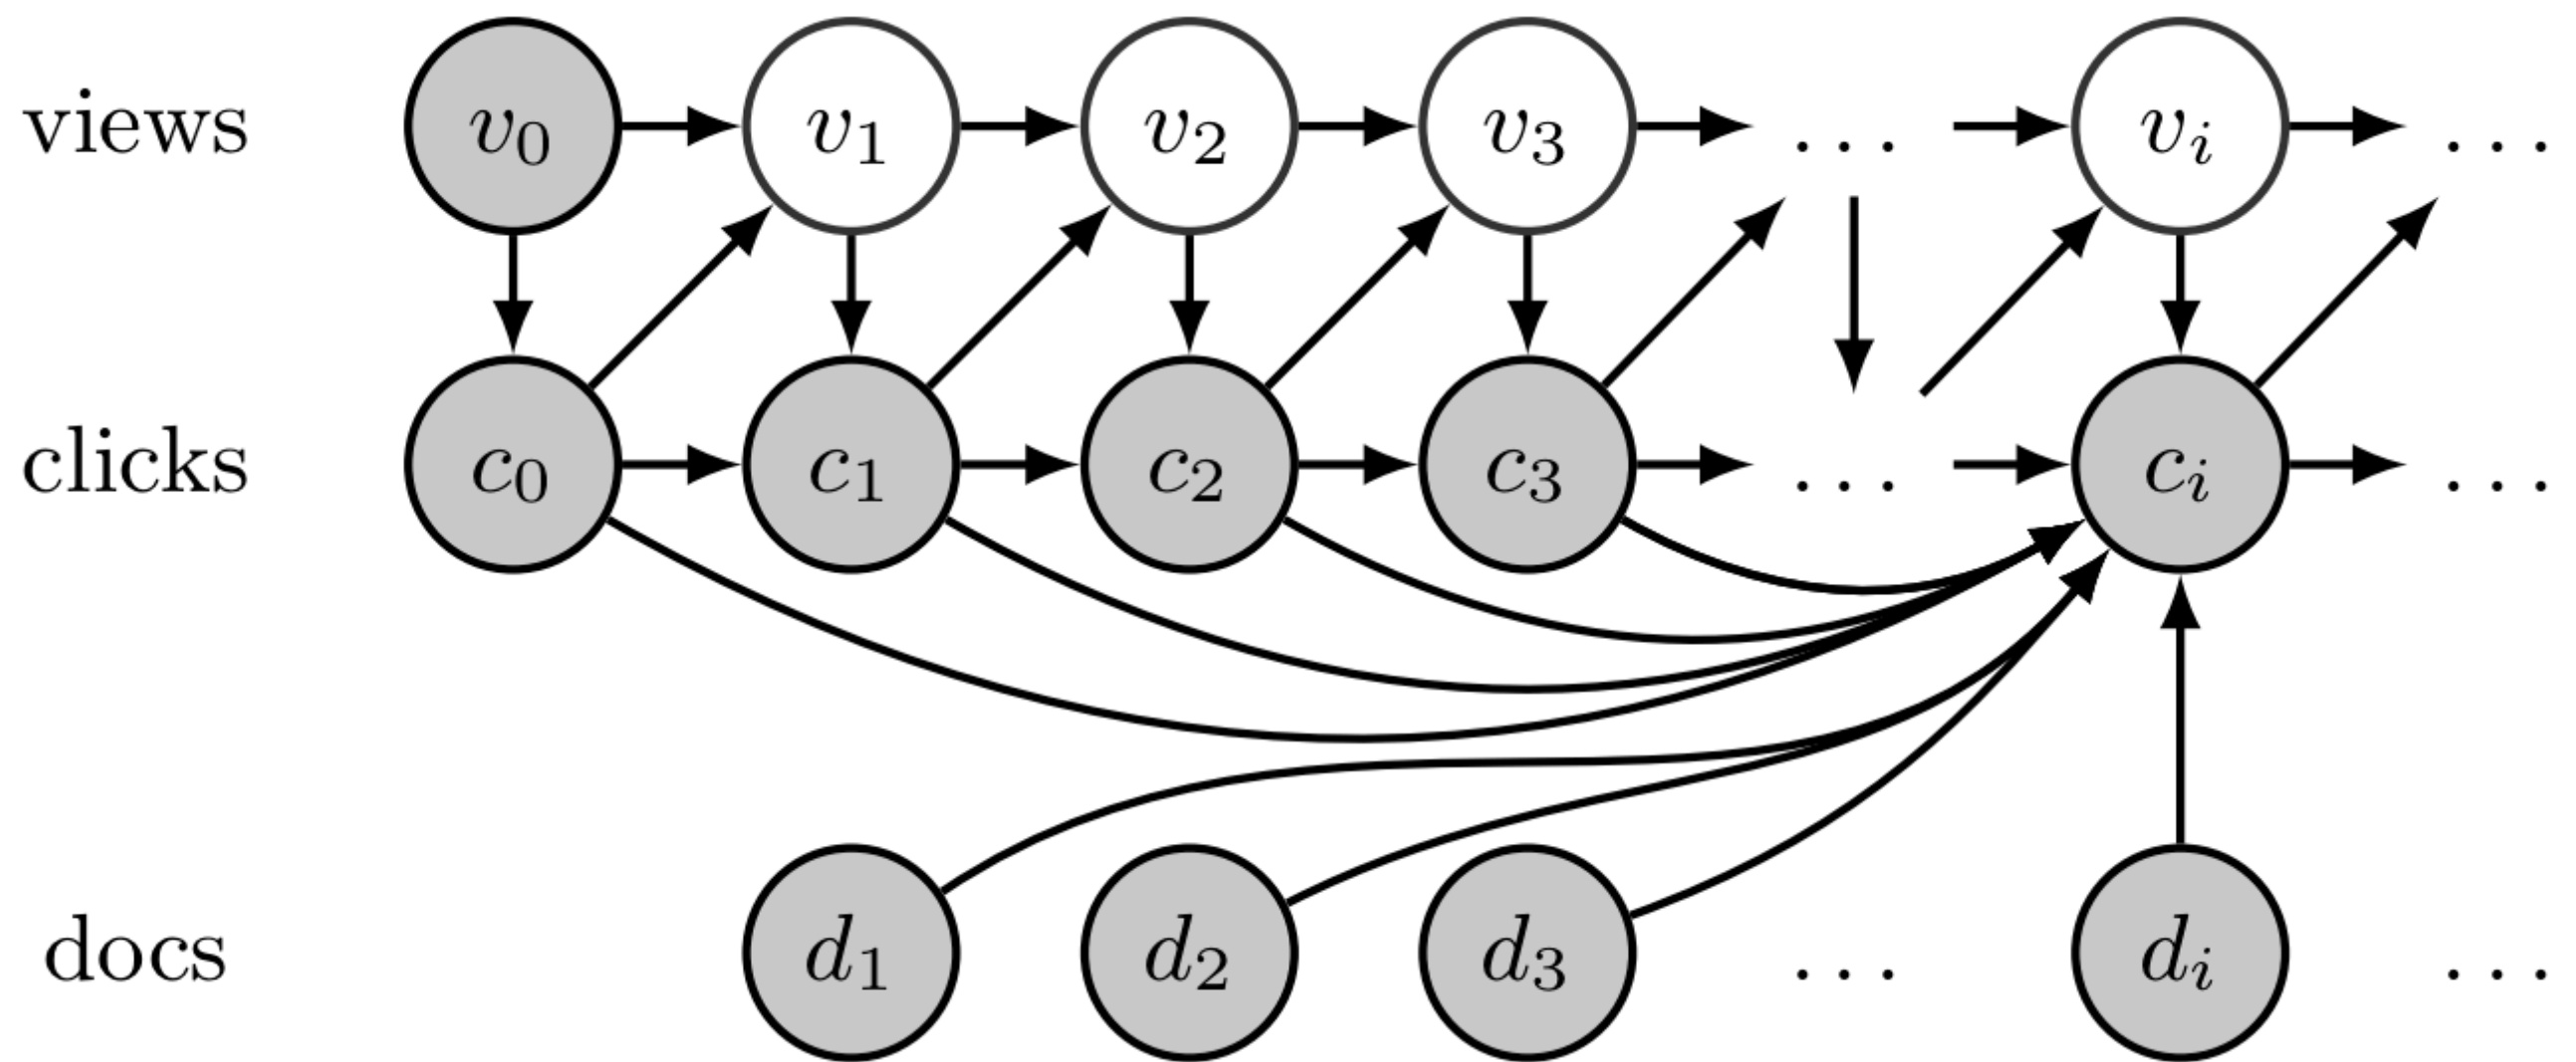 views v₀ v₁ v₂ v₃ ... vᵢ ...
clicks c₀ c₁ c₂ c₃ ... cᵢ ...
docs d₁ d₂ d₃ ... dᵢ ...